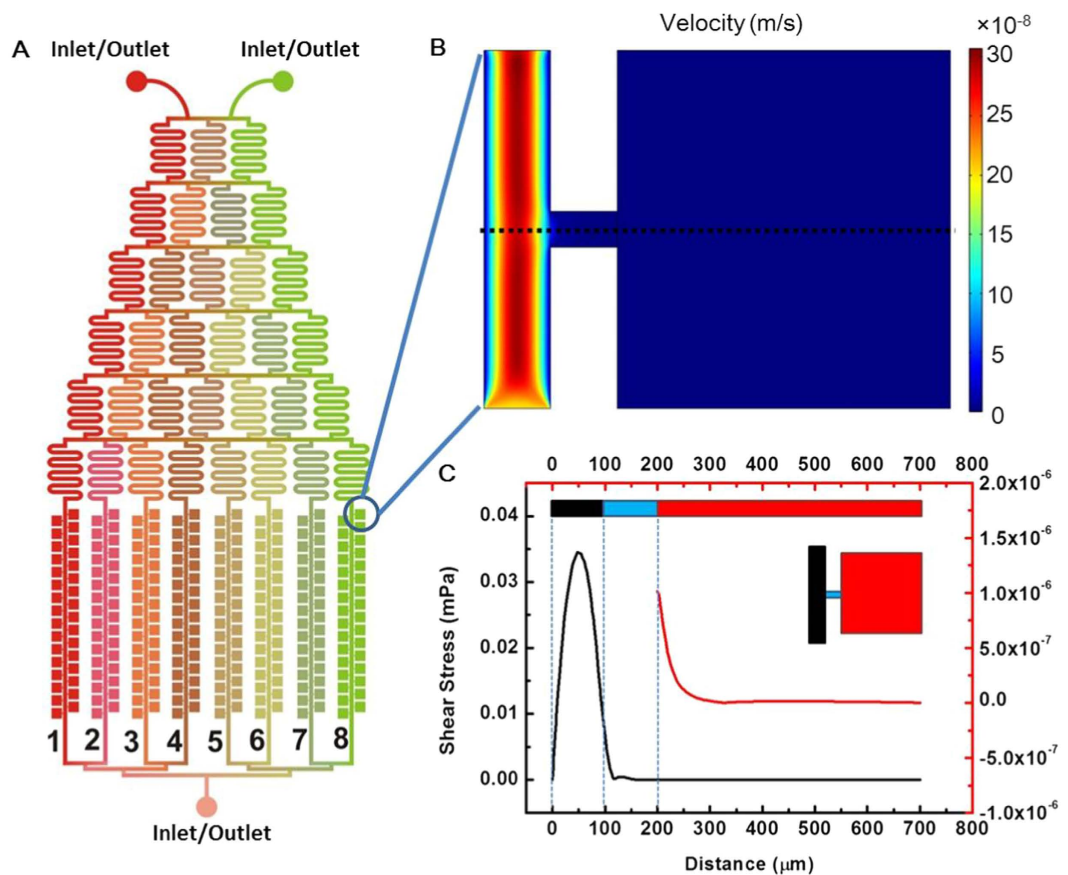 A
Inlet/Outlet
Inlet/Outlet
1
2
3
4
5
6
7
8
Inlet/Outlet
B
Velocity (m/s)
×10⁻⁸
30
25
20
15
10
5
0
C
0 100 200 300 400 500 600 700 800
0.04
0.03
0.02
0.01
0.00
Shear Stress (mPa)
2.0x10⁻⁶
1.5x10⁻⁶
1.0x10⁻⁶
5.0x10⁻⁷
0.0
-5.0x10⁻⁷
-1.0x10⁻⁶
0 100 200 300 400 500 600 700 800
Distance (μm)